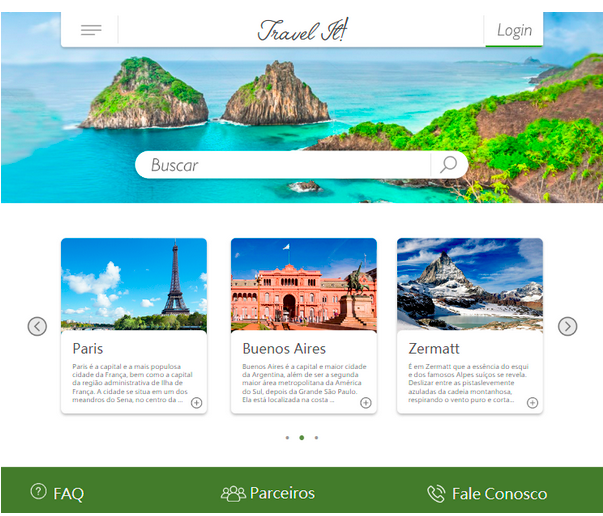 Travel It!
Login
Buscar
Paris
Paris é a capital e a mais populosa
cidade da França, bem como a capital
da região administrativa de Ilha de
França. A cidade se situa em um dos
meandros do Sena, no centro da ...
Buenos Aires
Buenos Aires é a capital e maior cidade
da Argentina, além de ser a segunda
maior área metropolitana da América
do Sul, depois da Grande São Paulo.
Ela está localizada na costa ...
Zermatt
É em Zermatt que a essência do esqui
e dos famosos Alpes suíços se revela.
Deslizar entre as pistaslevemente
azuladas da cadeia montanhosa,
respirando o vento puro e corta...
FAQ
Parceiros
Fale Conosco